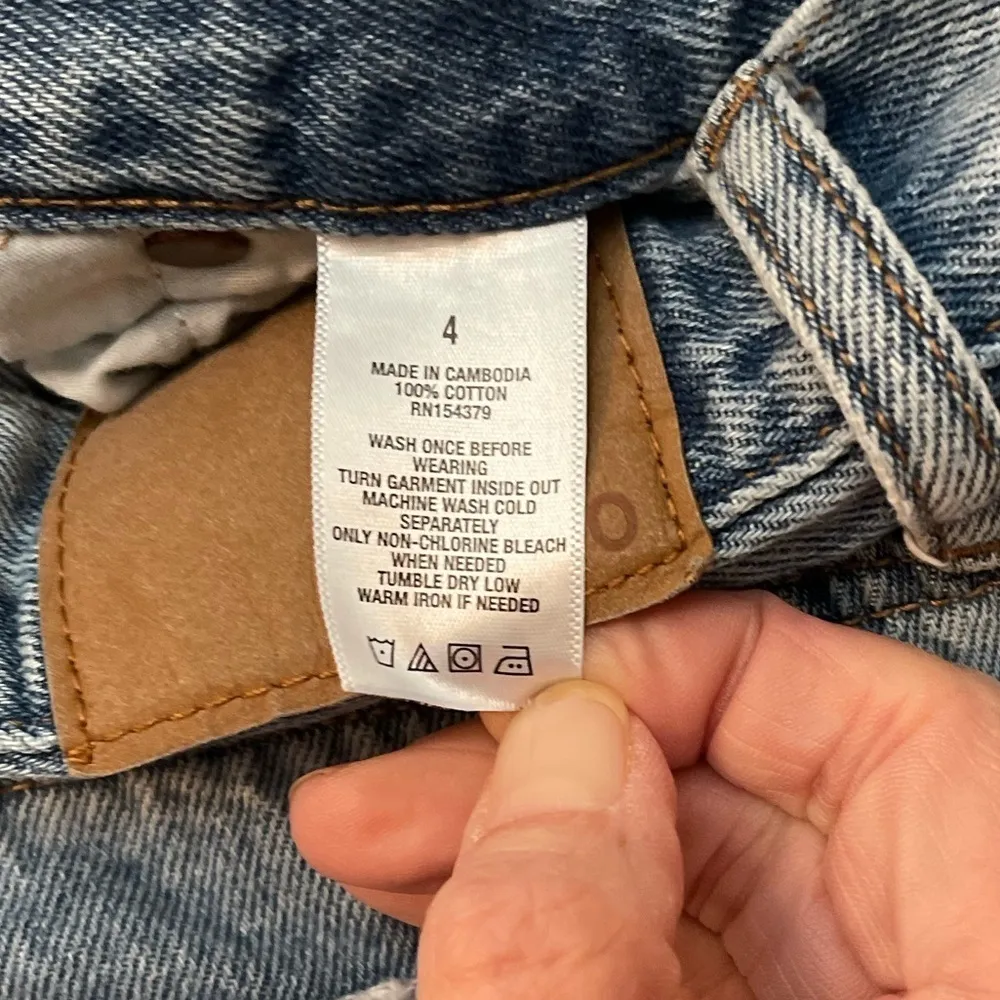 4
MADE IN CAMBODIA
100% COTTON
RN154379
WASH ONCE BEFORE
WEARING
TURN GARMENT INSIDE OUT
MACHINE WASH COLD
SEPARATELY
ONLY NON-CHLORINE BLEACH
WHEN NEEDED
TUMBLE DRY LOW
WARM IRON IF NEEDED